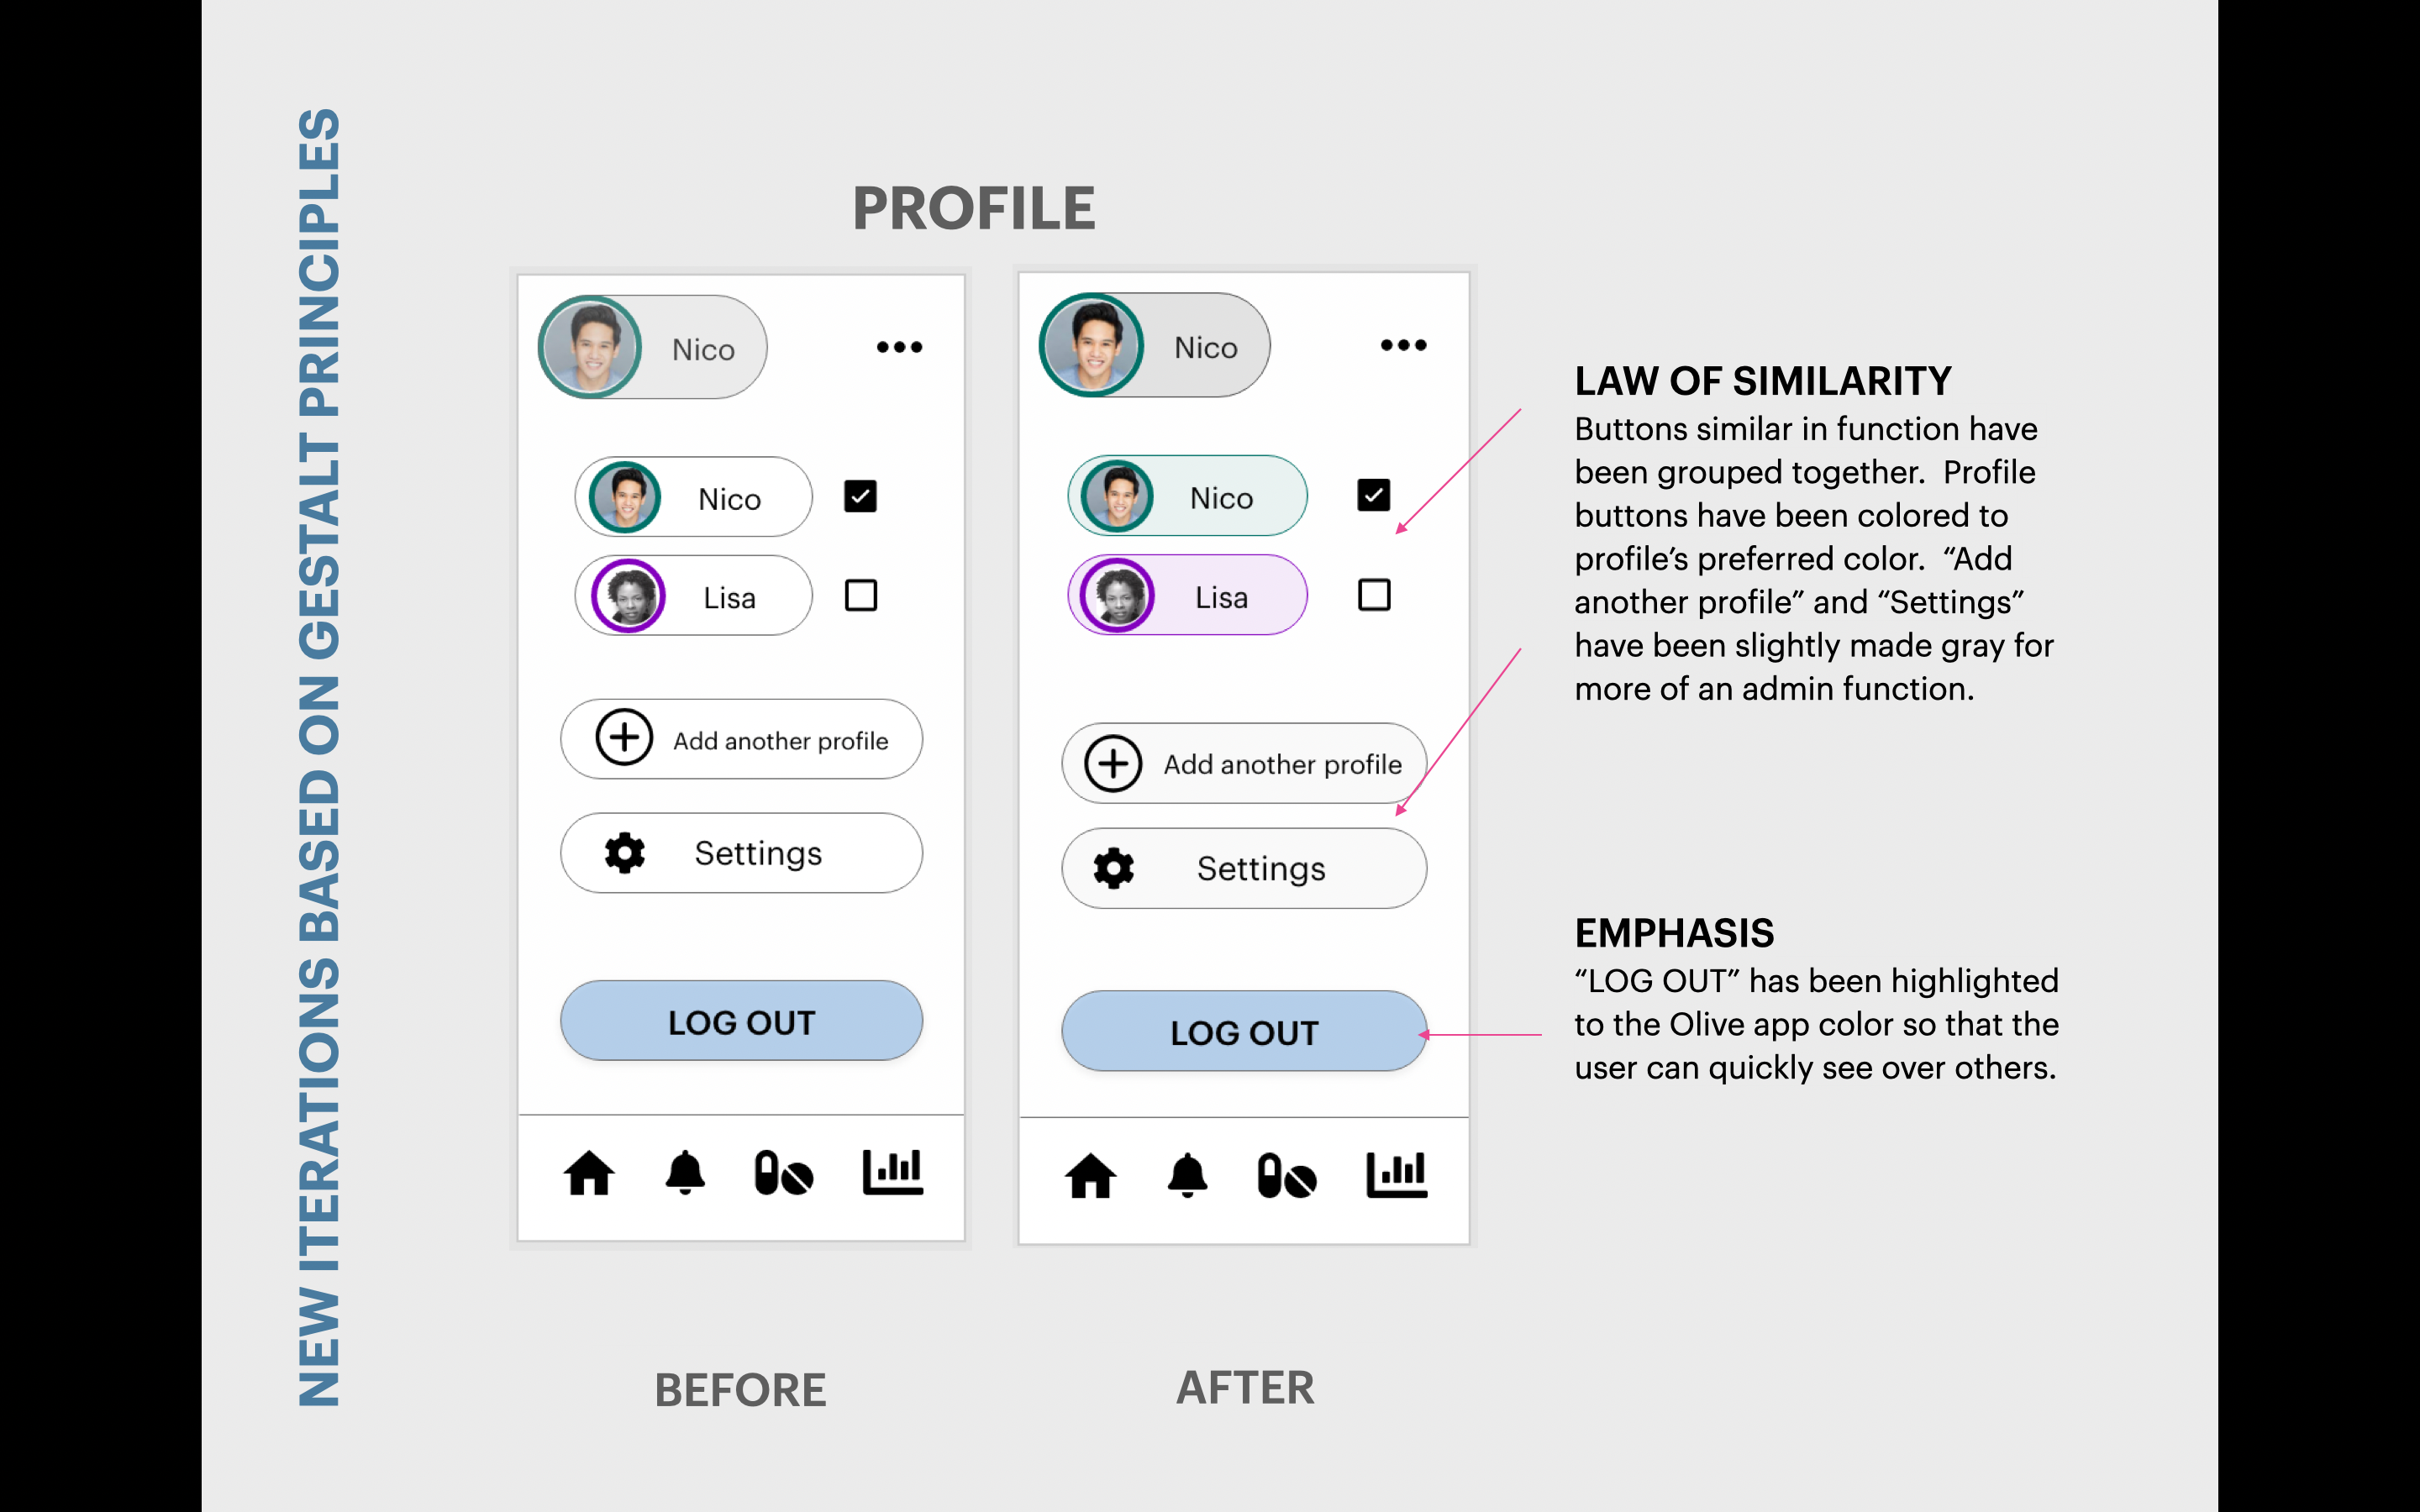 NEW ITERATIONS BASED ON GESTALT PRINCIPLES
PROFILE
Nico
Nico
Lisa
Add another profile
Settings
LOG OUT
BEFORE
Nico
Nico
Lisa
Add another profile
Settings
LOG OUT
AFTER
LAW OF SIMILARITY
Buttons similar in function have
been grouped together.  Profile
buttons have been colored to
profile’s preferred color.  “Add
another profile” and “Settings”
have been slightly made gray for
more of an admin function.
EMPHASIS
“LOG OUT” has been highlighted
to the Olive app color so that the
user can quickly see over others.